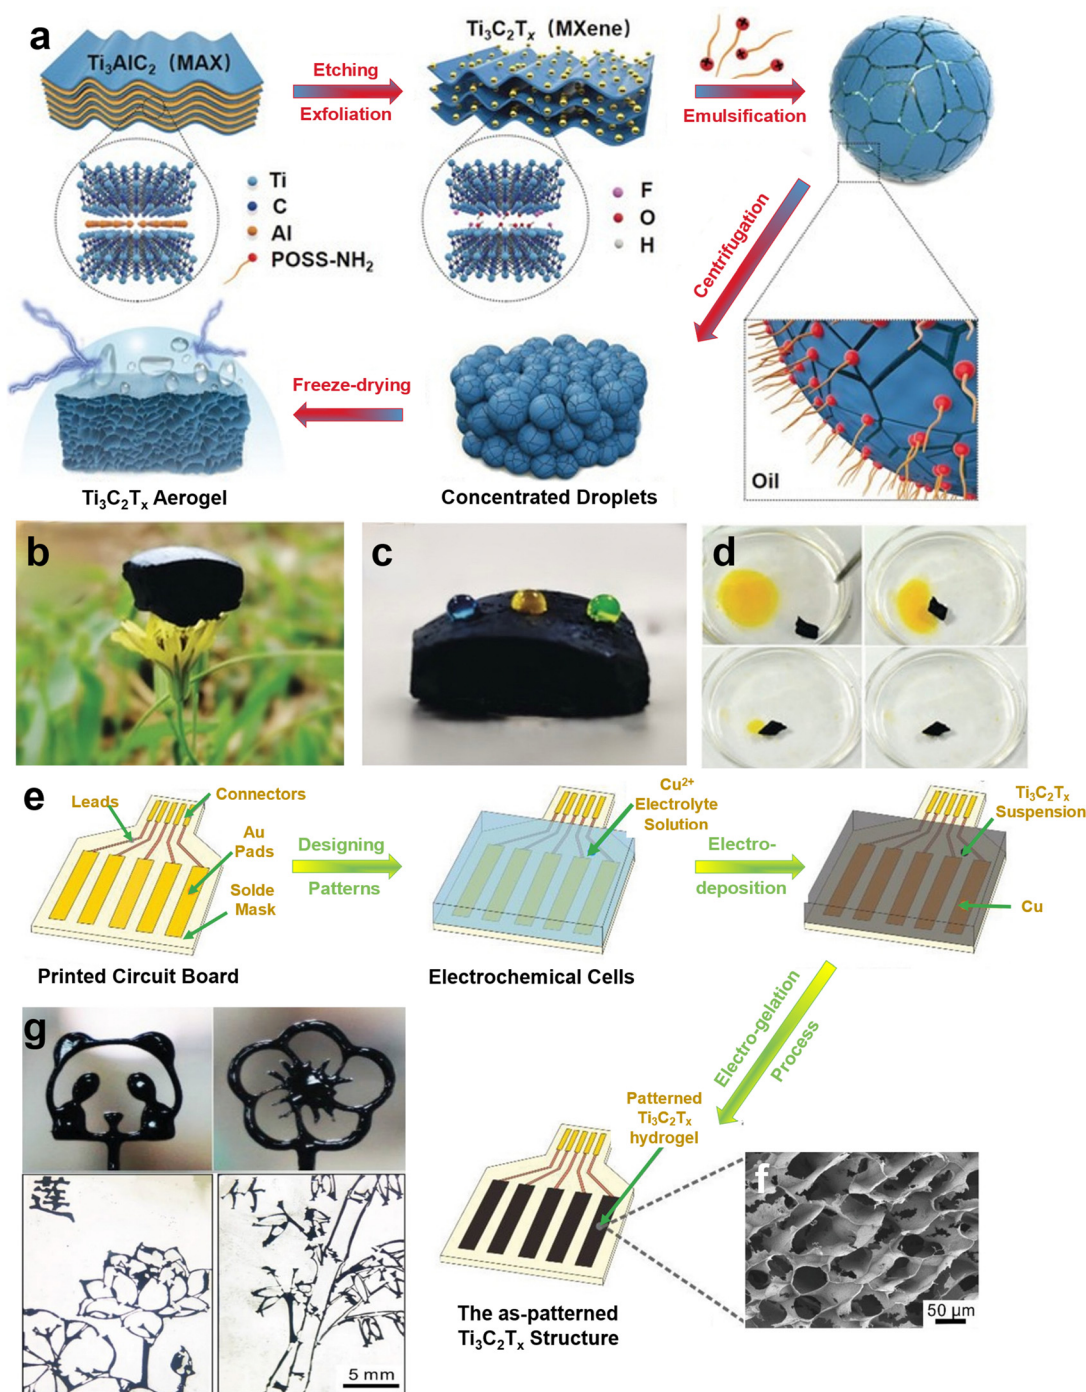 a
Ti₃AlC₂ (MAX)
Etching
Exfoliation
Ti₃C₂Tₓ (MXene)
Emulsification
Ti
C
Al
POSS-NH₂
F
O
H
Centrifugation
Oil
Freeze-drying
Ti₃C₂Tₓ Aerogel
Concentrated Droplets
b
c
d
e
Leads
Connectors
Au
Pads
Solde
Mask
Printed Circuit Board
Designing
Patterns
Cu²⁺
Electrolyte
Solution
Electrochemical Cells
Electro-
deposition
Ti₃C₂Tₓ
Suspension
Cu
Electro-gelation
Process
Patterned
Ti₃C₂Tₓ
hydrogel
The as-patterned
Ti₃C₂Tₓ Structure
f
50 µm
g
莲
竹
5 mm